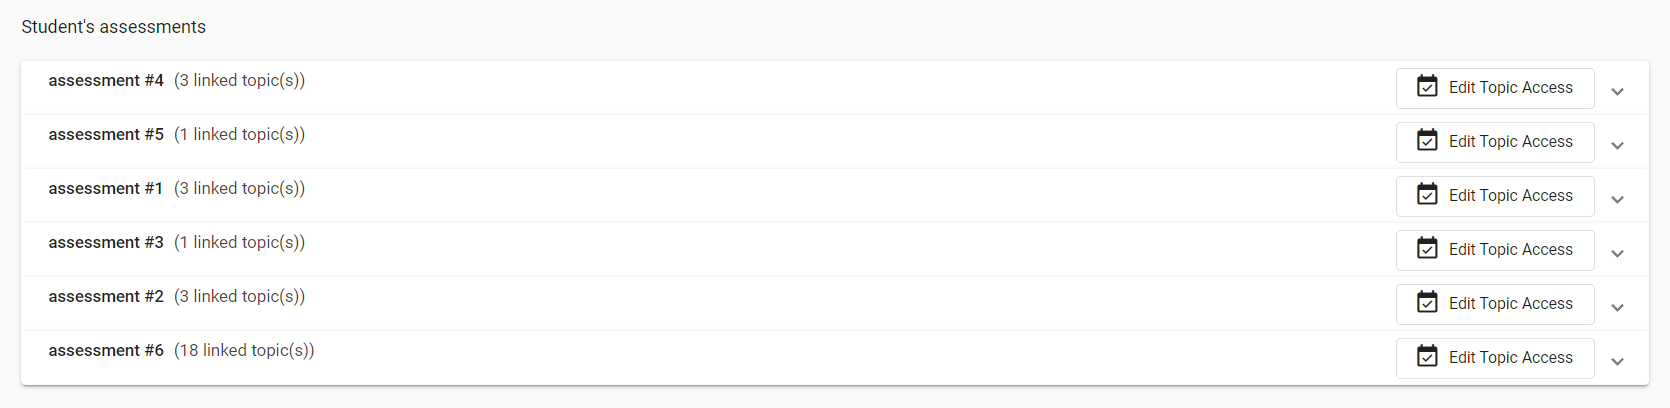 Student's assessments
assessment #4 (3 linked topic(s)) Edit Topic Access
assessment #5 (1 linked topic(s)) Edit Topic Access
assessment #1 (3 linked topic(s)) Edit Topic Access
assessment #3 (1 linked topic(s)) Edit Topic Access
assessment #2 (3 linked topic(s)) Edit Topic Access
assessment #6 (18 linked topic(s)) Edit Topic Access